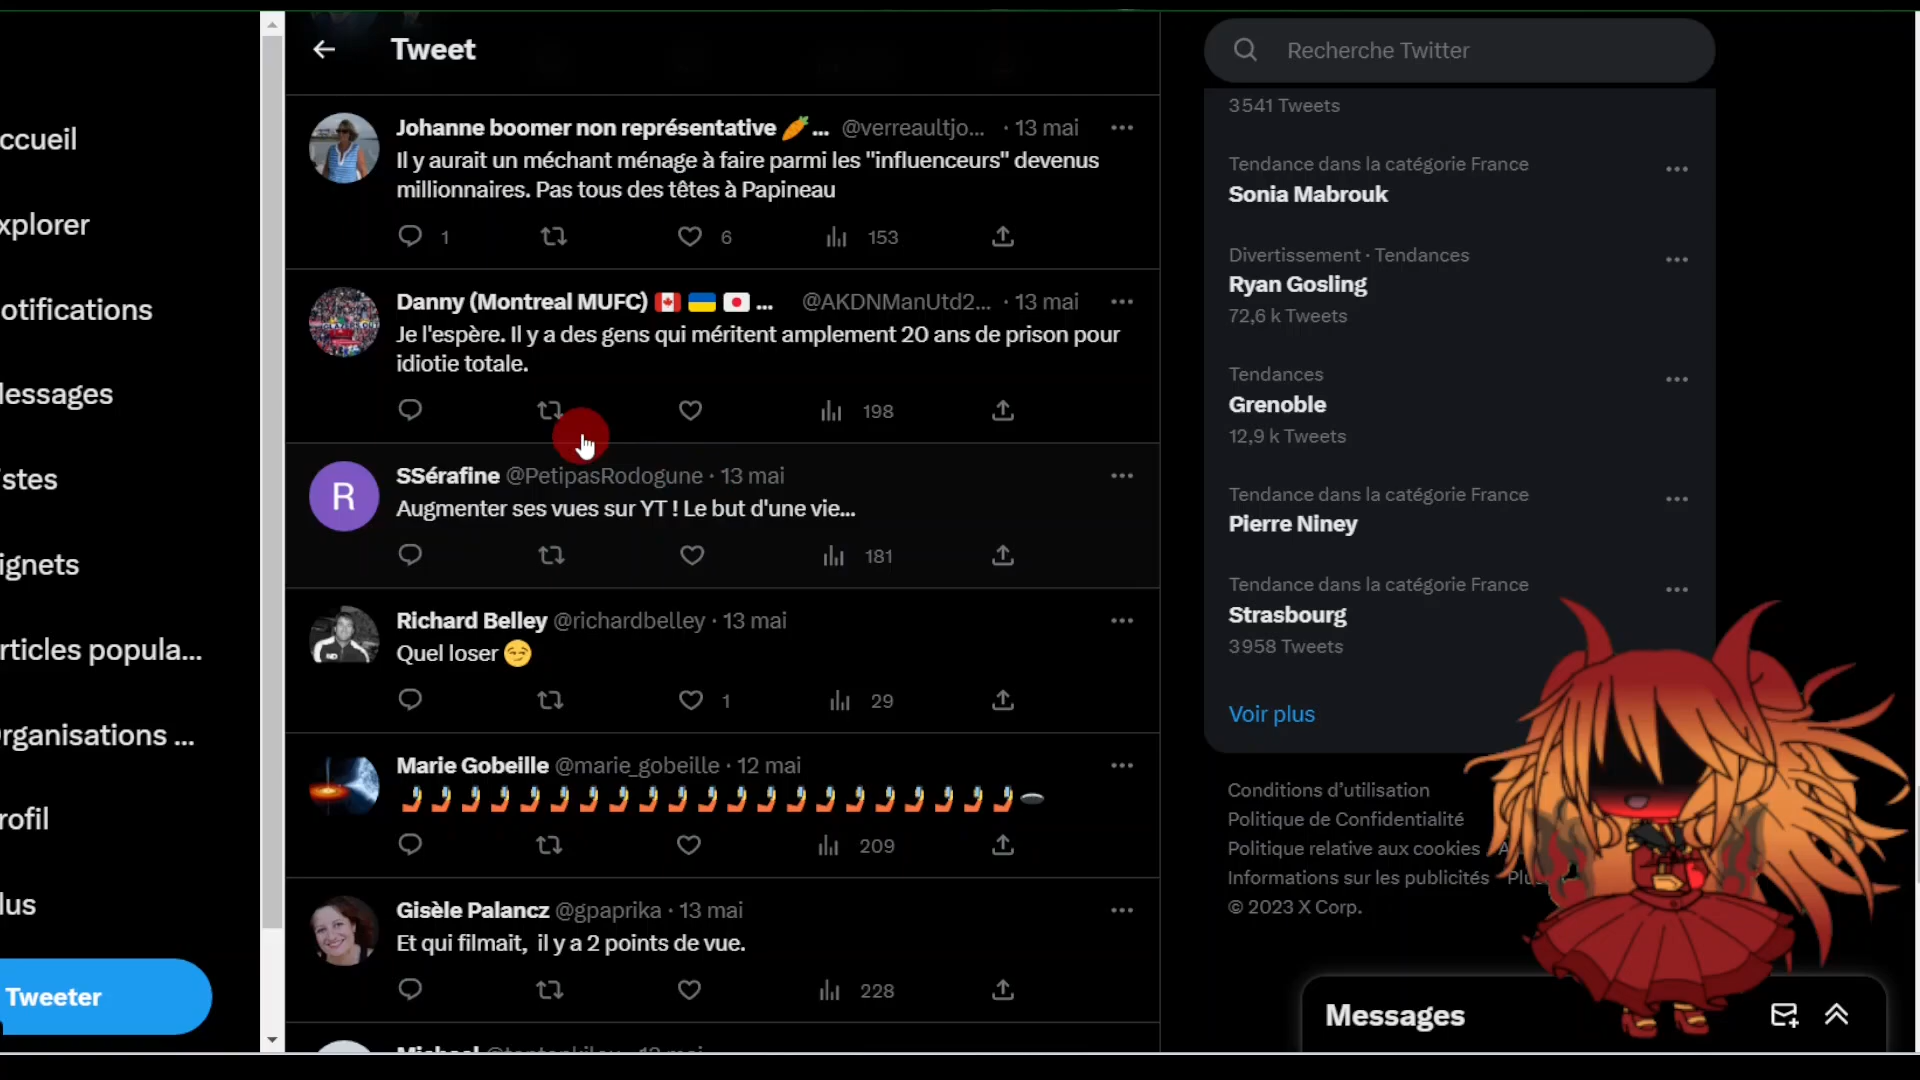 Tweet
Recherche Twitter
ccueil
xplorer
otifications
essages
istes
ignets
rticles popula...
rganisations ...
rofil
lus
Tweeter
Johanne boomer non représentative 🥕... @verreaultjo... · 13 mai
Il y aurait un méchant ménage à faire parmi les "influenceurs" devenus
millionnaires. Pas tous des têtes à Papineau
1 6 153
Danny (Montreal MUFC) 🇨🇦 🇺🇦 🇯🇵 ... @AKDNManUtd2... · 13 mai
Je l'espère. Il y a des gens qui méritent amplement 20 ans de prison pour
idiotie totale.
198
R
SSérafine @PetipasRodogune · 13 mai
Augmenter ses vues sur YT ! Le but d'une vie...
181
Richard Belley @richardbelley · 13 mai
Quel loser 😏
1 29
Marie Gobeille @marie_gobeille · 12 mai
🤳🤳🤳🤳🤳🤳🤳🤳🤳🤳🤳🤳🤳🤳🤳🤳🤳🤳🤳🤳🤳🕳
209
Gisèle Palancz @gpaprika · 13 mai
Et qui filmait, il y a 2 points de vue.
228
3541 Tweets
Tendance dans la catégorie France
Sonia Mabrouk
Divertissement · Tendances
Ryan Gosling
72,6 k Tweets
Tendances
Grenoble
12,9 k Tweets
Tendance dans la catégorie France
Pierre Niney
Tendance dans la catégorie France
Strasbourg
3958 Tweets
Voir plus
Conditions d'utilisation
Politique de Confidentialité
Politique relative aux cookies
Informations sur les publicités
© 2023 X Corp.
Messages